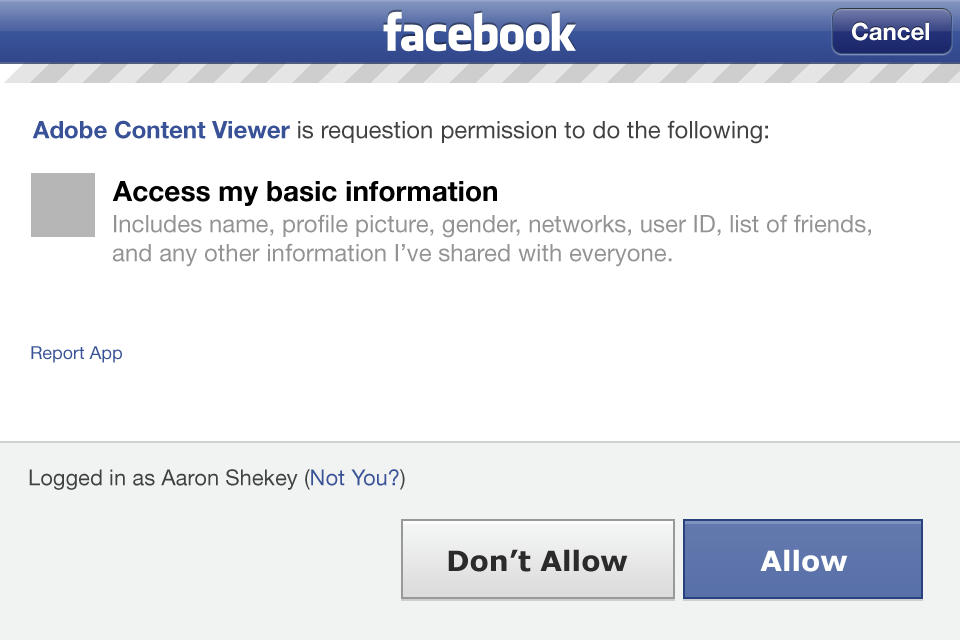 facebook
Cancel
Adobe Content Viewer is requestion permission to do the following:
Access my basic information
Includes name, profile picture, gender, networks, user ID, list of friends,
and any other information I’ve shared with everyone.
Report App
Logged in as Aaron Shekey (Not You?)
Don’t Allow
Allow